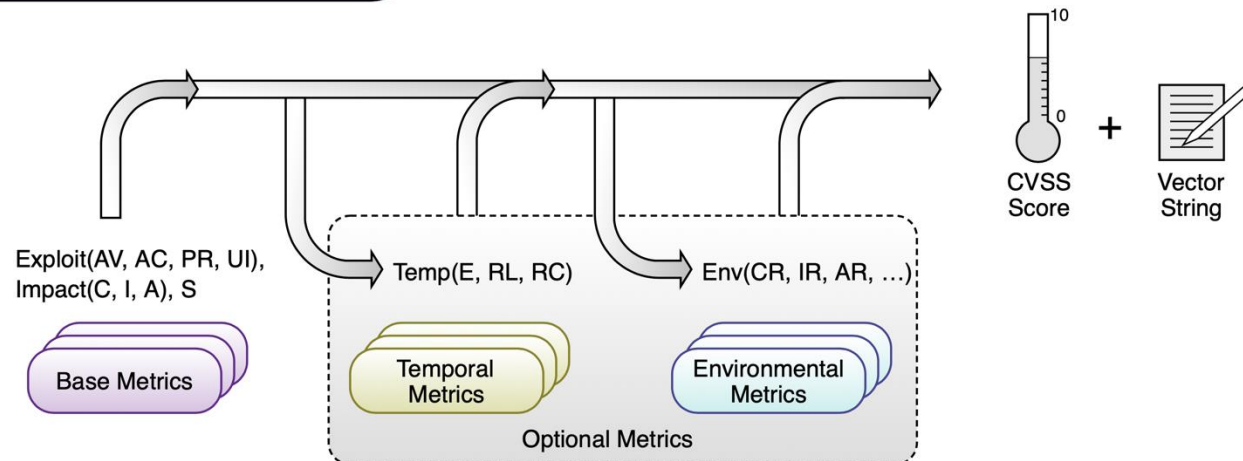 10
0
+
CVSS
Score
Vector
String
Exploit(AV, AC, PR, UI),
Impact(C, I, A), S
Temp(E, RL, RC)
Env(CR, IR, AR, …)
Base Metrics
Temporal
Metrics
Environmental
Metrics
Optional Metrics